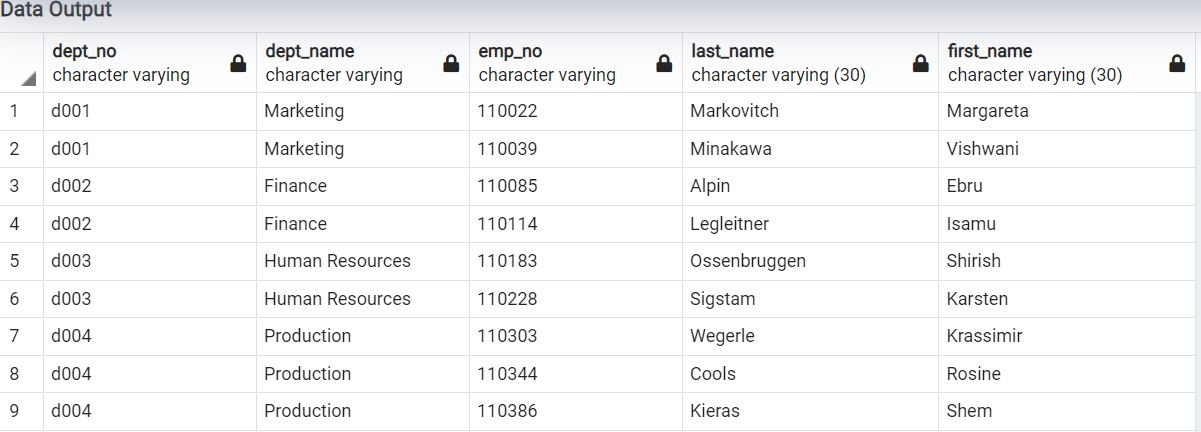 Data Output
dept_no dept_name emp_no last_name first_name
character varying character varying character varying character varying (30) character varying (30)
1 d001 Marketing 110022 Markovitch Margareta
2 d001 Marketing 110039 Minakawa Vishwani
3 d002 Finance 110085 Alpin Ebru
4 d002 Finance 110114 Legleitner Isamu
5 d003 Human Resources 110183 Ossenbruggen Shirish
6 d003 Human Resources 110228 Sigstam Karsten
7 d004 Production 110303 Wegerle Krassimir
8 d004 Production 110344 Cools Rosine
9 d004 Production 110386 Kieras Shem